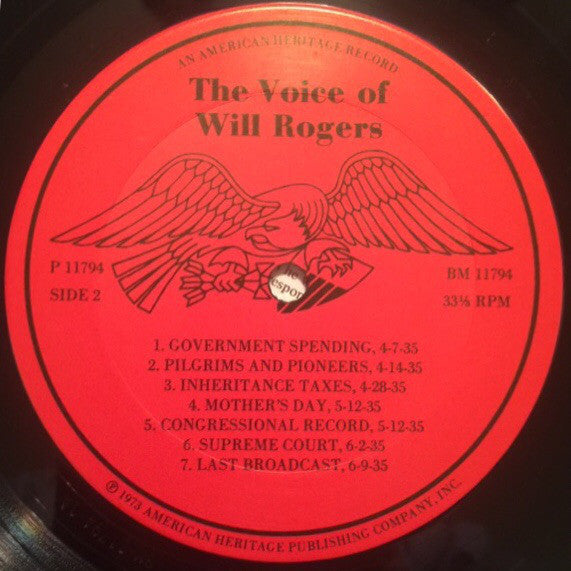 AN AMERICAN HERITAGE RECORD
The Voice of
Will Rogers
P 11794
BM 11794
SIDE 2
33⅓ RPM
1. GOVERNMENT SPENDING, 4-7-35
2. PILGRIMS AND PIONEERS, 4-14-35
3. INHERITANCE TAXES, 4-28-35
4. MOTHER'S DAY, 5-12-35
5. CONGRESSIONAL RECORD, 5-12-35
6. SUPREME COURT, 6-2-35
7. LAST BROADCAST, 6-9-35
℗ 1973 AMERICAN HERITAGE PUBLISHING COMPANY, INC.